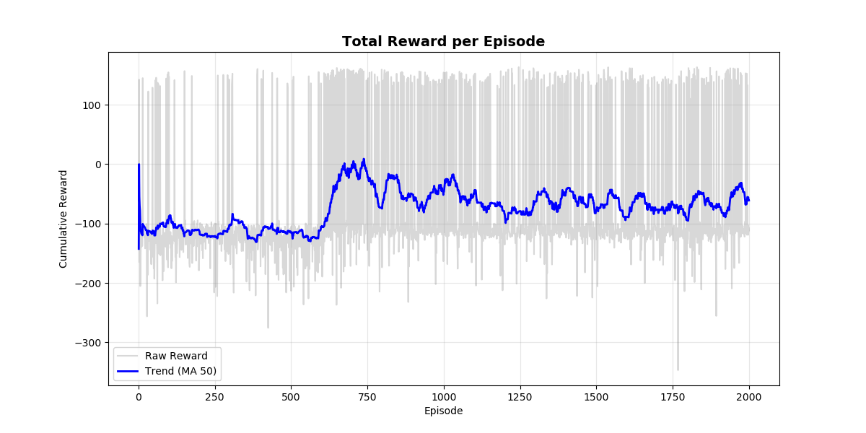 Total Reward per Episode
Cumulative Reward
100
0
−100
−200
−300
Raw Reward
Trend (MA 50)
0 250 500 750 1000 1250 1500 1750 2000
Episode